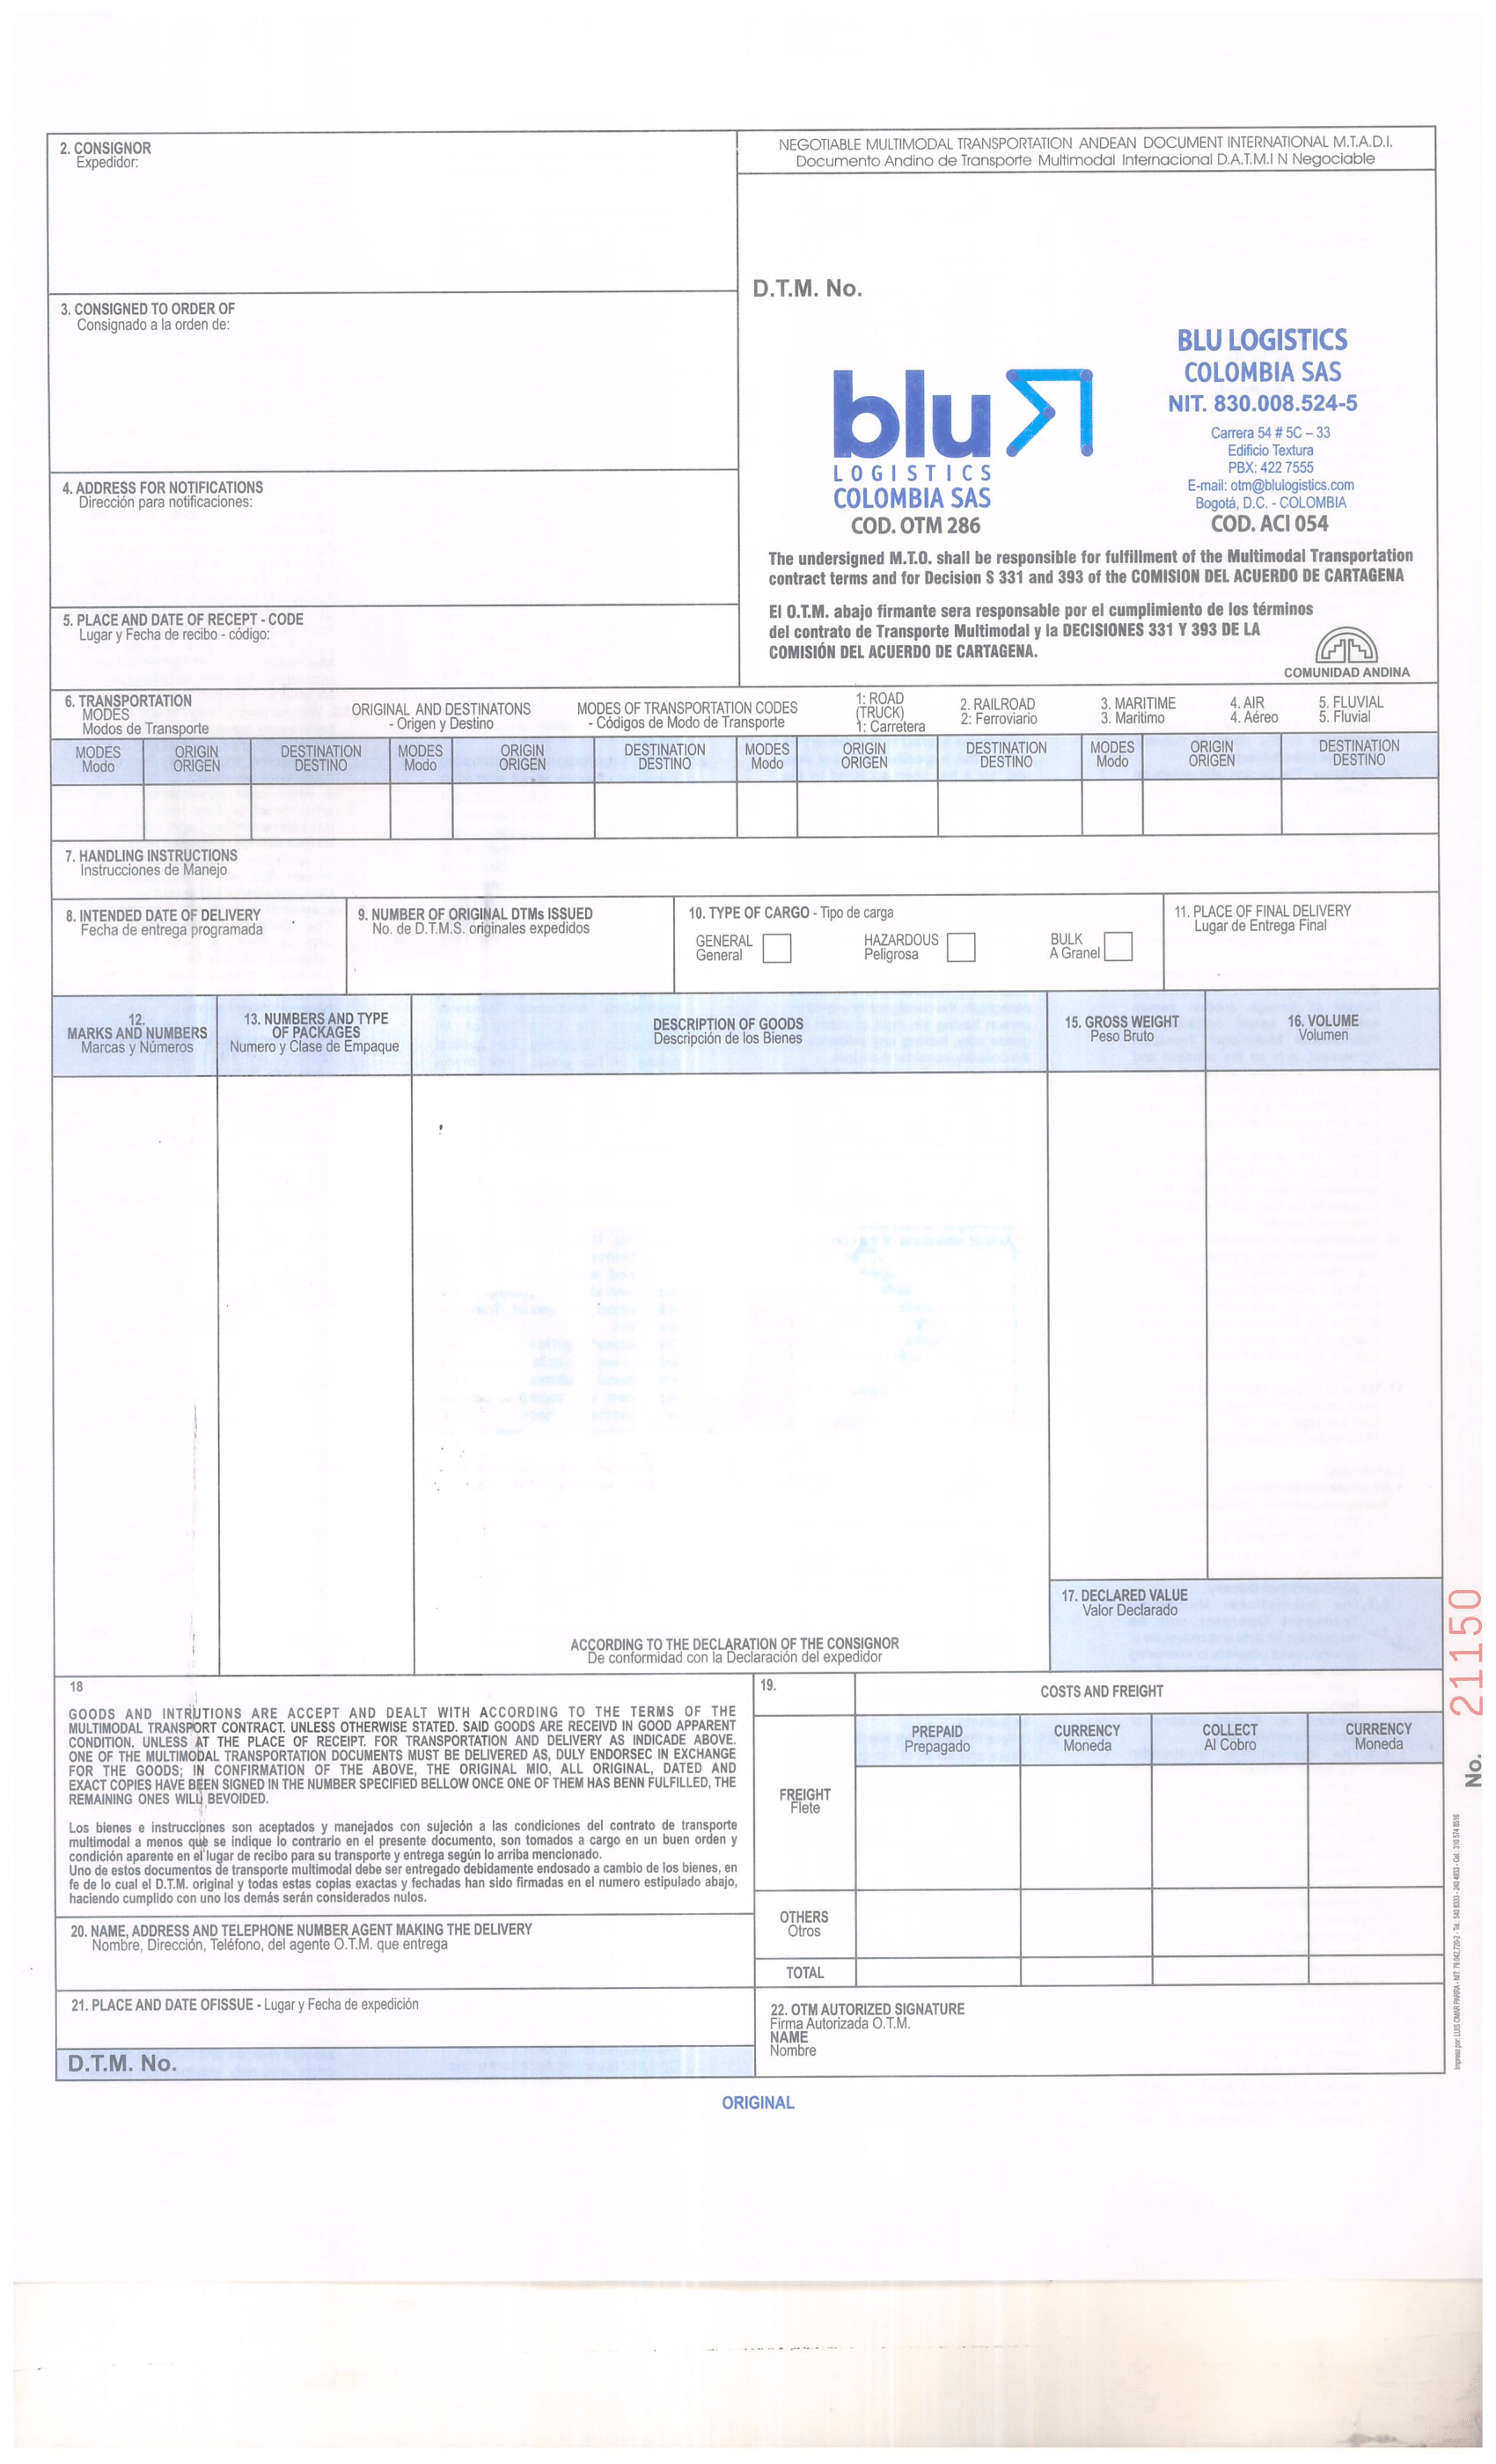 2. CONSIGNOR
Expedidor:
NEGOTIABLE MULTIMODAL TRANSPORTATION ANDEAN DOCUMENT INTERNATIONAL M.T.A.D.I.
Documento Andino de Transporte Multimodal Internacional D.A.T.M.I N Negociable
D.T.M. No.
3. CONSIGNED TO ORDER OF
Consignado a la orden de:
blu
LOGISTICS
COLOMBIA SAS
COD. OTM 286
BLU LOGISTICS
COLOMBIA SAS
NIT. 830.008.524-5
Carrera 54 # 5C – 33
Edificio Textura
PBX: 422 7555
E-mail: otm@blulogistics.com
Bogotá, D.C. - COLOMBIA
COD. ACI 054
4. ADDRESS FOR NOTIFICATIONS
Dirección para notificaciones:
The undersigned M.T.O. shall be responsible for fulfillment of the Multimodal Transportation
contract terms and for Decision S 331 and 393 of the COMISION DEL ACUERDO DE CARTAGENA
El O.T.M. abajo firmante sera responsable por el cumplimiento de los términos
del contrato de Transporte Multimodal y la DECISIONES 331 Y 393 DE LA
COMISIÓN DEL ACUERDO DE CARTAGENA.
COMUNIDAD ANDINA
5. PLACE AND DATE OF RECEPT - CODE
Lugar y Fecha de recibo - código:
6. TRANSPORTATION
MODES
Modos de Transporte
ORIGINAL AND DESTINATONS
- Origen y Destino
MODES OF TRANSPORTATION CODES
- Códigos de Modo de Transporte
1: ROAD
(TRUCK)
1: Carretera
2. RAILROAD
2: Ferroviario
3. MARITIME
3. Maritimo
4. AIR
4. Aéreo
5. FLUVIAL
5. Fluvial
MODES ORIGIN DESTINATION MODES ORIGIN DESTINATION MODES ORIGIN DESTINATION MODES ORIGIN DESTINATION
Modo ORIGEN DESTINO Modo ORIGEN DESTINO Modo ORIGEN DESTINO Modo ORIGEN DESTINO
7. HANDLING INSTRUCTIONS
Instrucciones de Manejo
8. INTENDED DATE OF DELIVERY
Fecha de entrega programada
9. NUMBER OF ORIGINAL DTMs ISSUED
No. de D.T.M.S. originales expedidos
10. TYPE OF CARGO - Tipo de carga
GENERAL
General
HAZARDOUS
Peligrosa
BULK
A Granel
11. PLACE OF FINAL DELIVERY
Lugar de Entrega Final
12.
MARKS AND NUMBERS
Marcas y Números
13. NUMBERS AND TYPE
OF PACKAGES
Numero y Clase de Empaque
DESCRIPTION OF GOODS
Descripción de los Bienes
15. GROSS WEIGHT
Peso Bruto
16. VOLUME
Volumen
17. DECLARED VALUE
Valor Declarado
ACCORDING TO THE DECLARATION OF THE CONSIGNOR
De conformidad con la Declaración del expedidor
18
GOODS AND INTRUTIONS ARE ACCEPT AND DEALT WITH ACCORDING TO THE TERMS OF THE
MULTIMODAL TRANSPORT CONTRACT. UNLESS OTHERWISE STATED. SAID GOODS ARE RECEIVD IN GOOD APPARENT
CONDITION. UNLESS AT THE PLACE OF RECEIPT. FOR TRANSPORTATION AND DELIVERY AS INDICADE ABOVE.
ONE OF THE MULTIMODAL TRANSPORTATION DOCUMENTS MUST BE DELIVERED AS, DULY ENDORSEC IN EXCHANGE
FOR THE GOODS; IN CONFIRMATION OF THE ABOVE, THE ORIGINAL MIO, ALL ORIGINAL, DATED AND
EXACT COPIES HAVE BEEN SIGNED IN THE NUMBER SPECIFIED BELLOW ONCE ONE OF THEM HAS BENN FULFILLED, THE
REMAINING ONES WILL BEVOIDED.
Los bienes e instrucciones son aceptados y manejados con sujeción a las condiciones del contrato de transporte
multimodal a menos que se indique lo contrario en el presente documento, son tomados a cargo en un buen orden y
condición aparente en el lugar de recibo para su transporte y entrega según lo arriba mencionado.
Uno de estos documentos de transporte multimodal debe ser entregado debidamente endosado a cambio de los bienes, en
fe de lo cual el D.T.M. original y todas estas copias exactas y fechadas han sido firmadas en el numero estipulado abajo,
haciendo cumplido con uno los demás serán considerados nulos.
19.
COSTS AND FREIGHT
PREPAID
Prepagado
CURRENCY
Moneda
COLLECT
Al Cobro
CURRENCY
Moneda
FREIGHT
Flete
OTHERS
Otros
TOTAL
20. NAME, ADDRESS AND TELEPHONE NUMBER AGENT MAKING THE DELIVERY
Nombre, Dirección, Teléfono, del agente O.T.M. que entrega
21. PLACE AND DATE OFISSUE - Lugar y Fecha de expedición
22. OTM AUTORIZED SIGNATURE
Firma Autorizada O.T.M.
NAME
Nombre
D.T.M. No.
ORIGINAL
No. 21150
Impreso por: LUIS OMAR PARRA - NIT. 79.042.720-2 - Tel.: